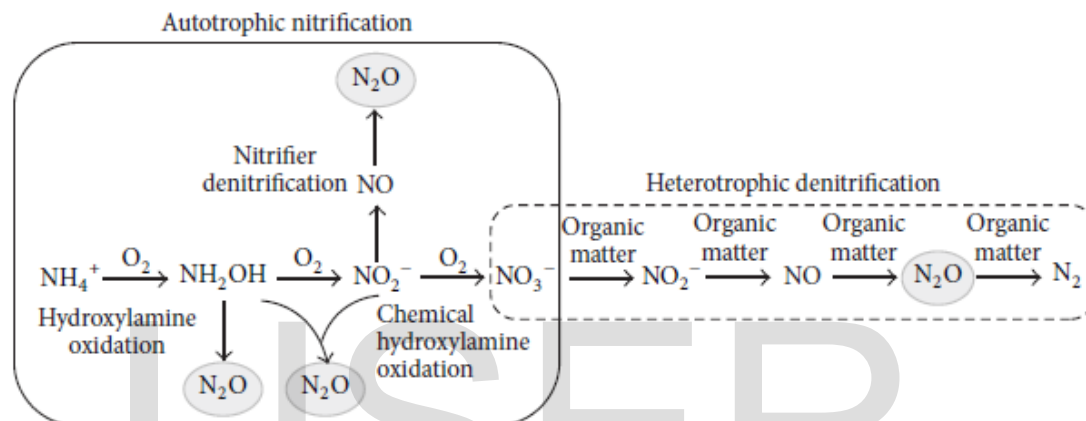 Autotrophic nitrification
N₂O
Nitrifier
denitrification NO
Heterotrophic denitrification
Organic Organic Organic Organic
matter matter matter matter
NH₄⁺ O₂ NH₂OH O₂ NO₂⁻ O₂ NO₃⁻ NO₂⁻ NO N₂O N₂
Hydroxylamine Chemical
oxidation hydroxylamine
oxidation
N₂O N₂O